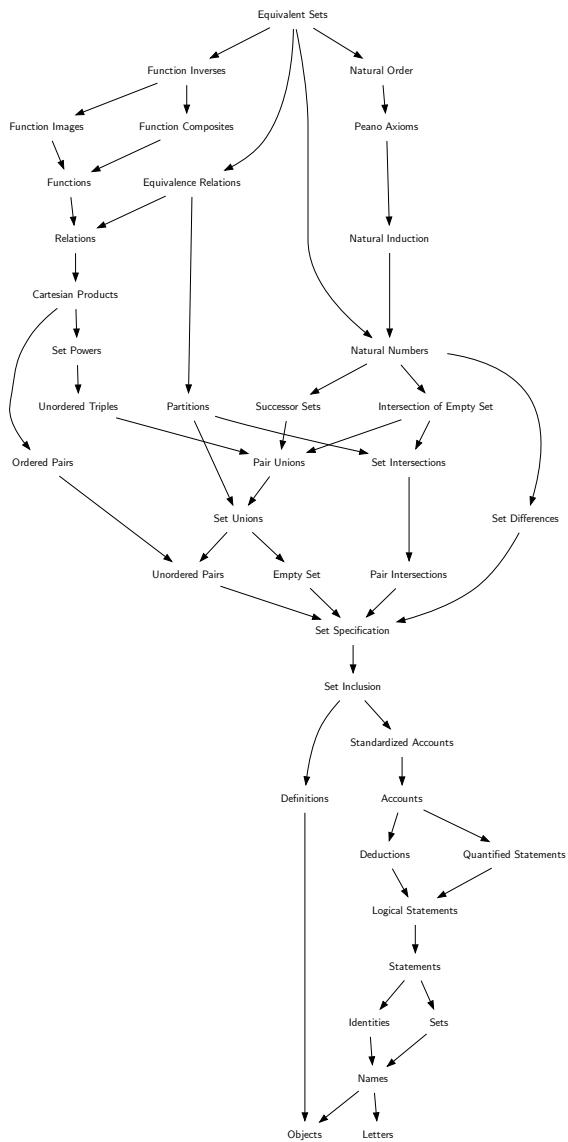 Equivalent Sets
Function Inverses
Natural Order
Function Images
Function Composites
Peano Axioms
Functions
Equivalence Relations
Relations
Natural Induction
Cartesian Products
Set Powers
Natural Numbers
Unordered Triples
Partitions
Successor Sets
Intersection of Empty Set
Ordered Pairs
Pair Unions
Set Intersections
Set Unions
Set Differences
Unordered Pairs
Empty Set
Pair Intersections
Set Specification
Set Inclusion
Standardized Accounts
Definitions
Accounts
Deductions
Quantified Statements
Logical Statements
Statements
Identities
Sets
Names
Objects
Letters